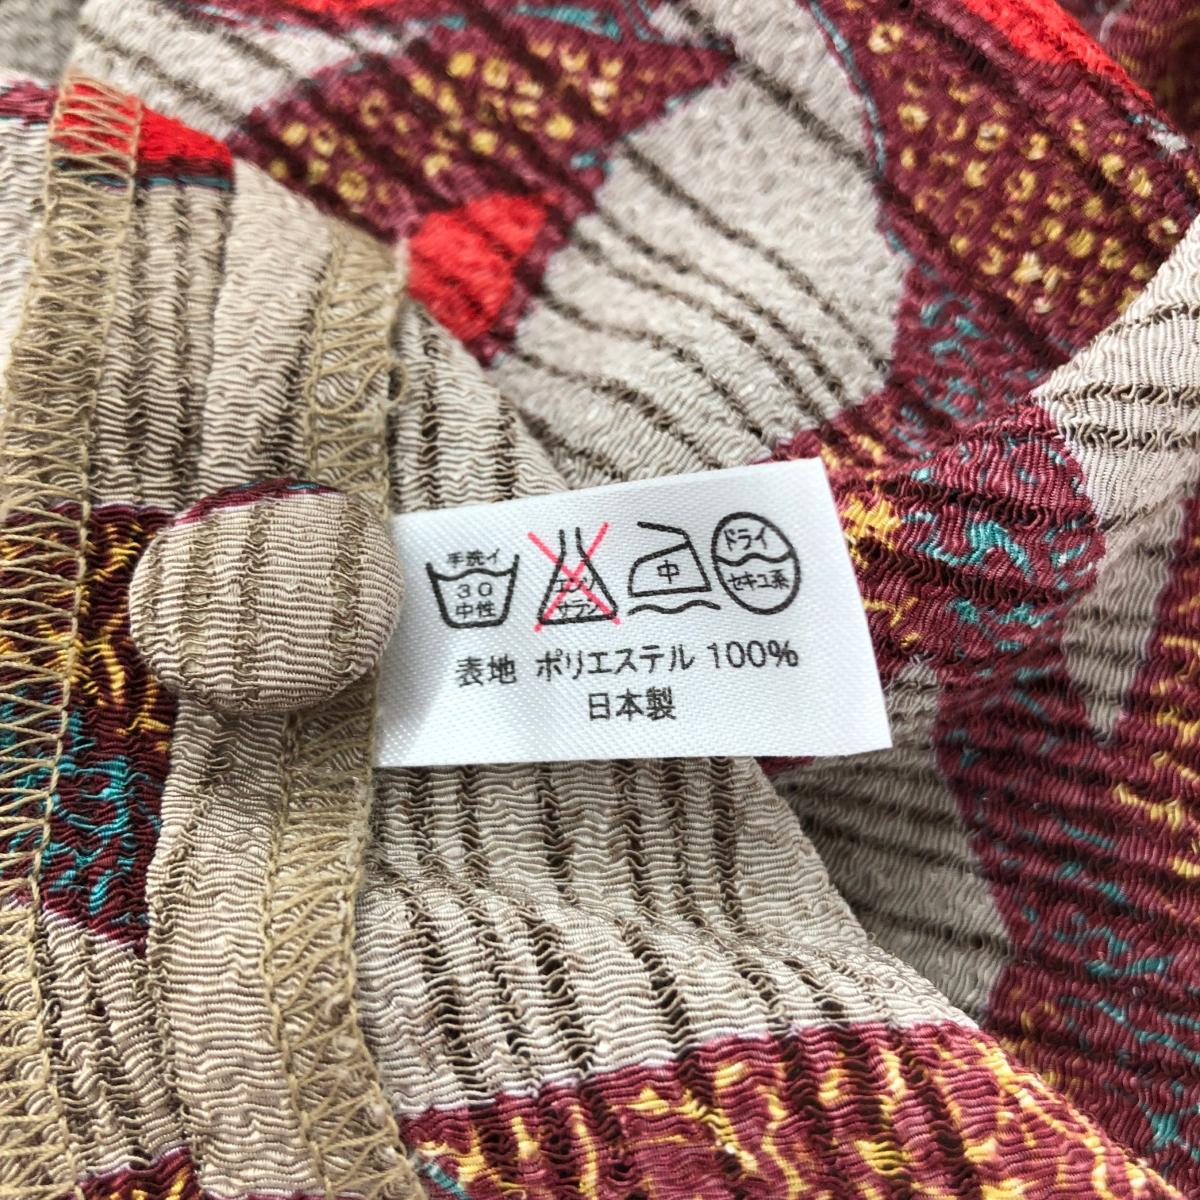 手洗イ
30
中性
エンソ
サラシ
中
ドライ
セキユ系
表地 ポリエステル 100%
日本製